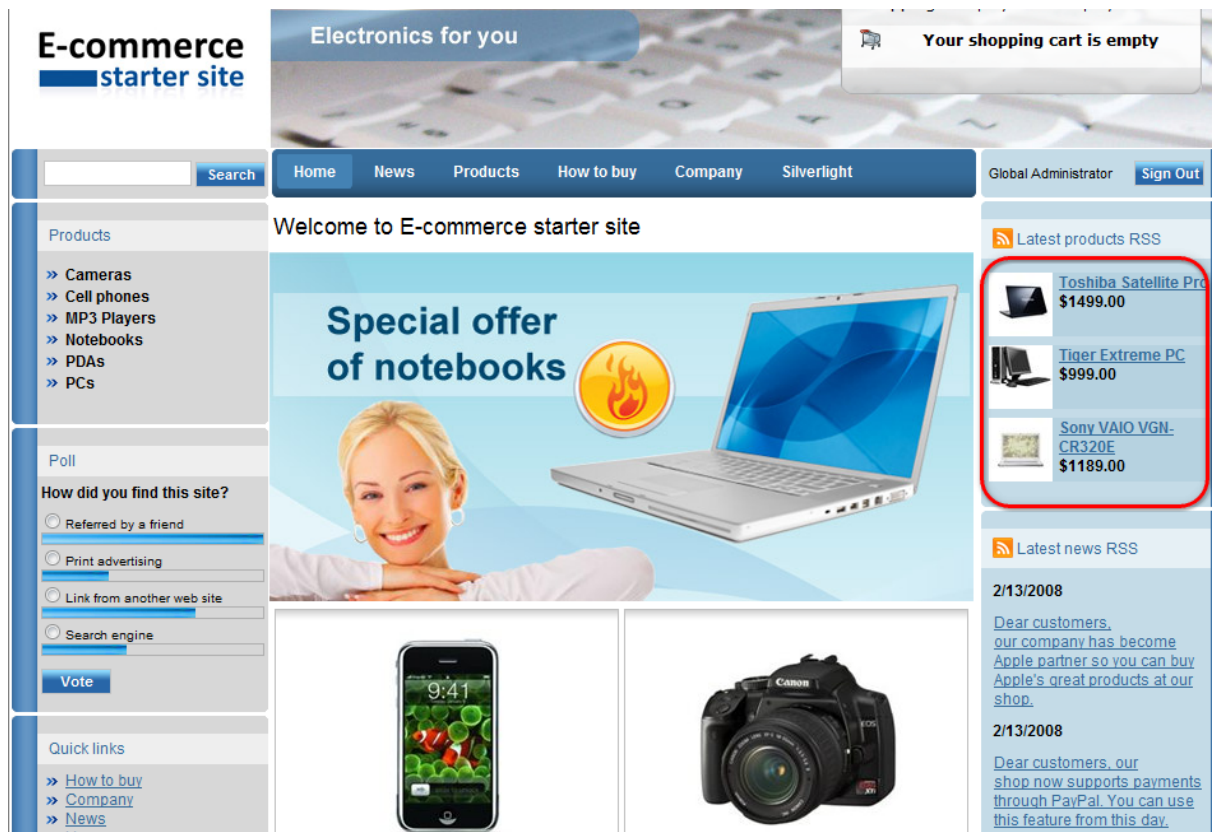 E-commerce
starter site
Electronics for you
Your shopping cart is empty
Search
Home News Products How to buy Company Silverlight
Global Administrator Sign Out
Products
» Cameras
» Cell phones
» MP3 Players
» Notebooks
» PDAs
» PCs
Poll
How did you find this site?
Referred by a friend
Print advertising
Link from another web site
Search engine
Vote
Quick links
» How to buy
» Company
» News
Welcome to E-commerce starter site
Special offer
of notebooks
9:41
Canon
EOS
Latest products RSS
Toshiba Satellite Pro
$1499.00
Tiger Extreme PC
$999.00
Sony VAIO VGN-
CR320E
$1189.00
Latest news RSS
2/13/2008
Dear customers,
our company has become
Apple partner so you can buy
Apple's great products at our
shop.
2/13/2008
Dear customers, our
shop now supports payments
through PayPal. You can use
this feature from this day.